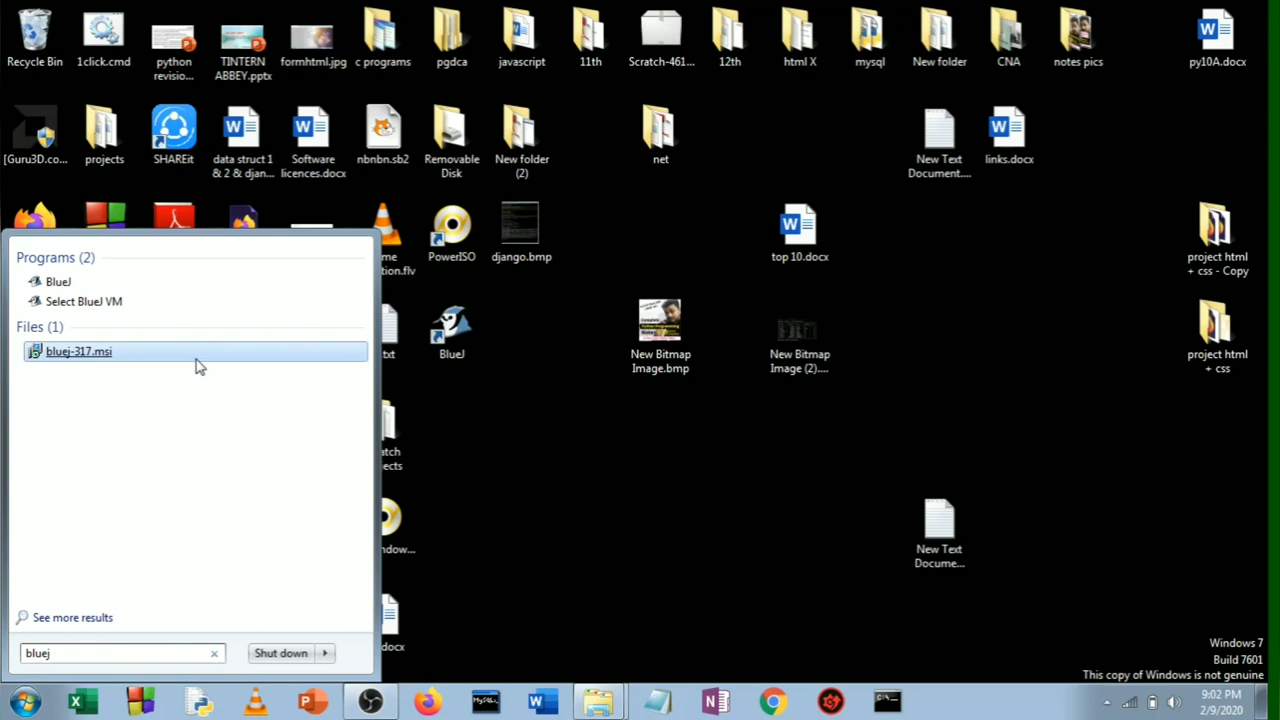 Recycle Bin
1click.cmd
python
revisio...
TINTERN
ABBEY.pptx
formhtml.jpg
c programs
pgdca
javascript
11th
Scratch-461...
12th
html X
mysql
New folder
CNA
notes pics
py10A.docx
[Guru3D.co...
projects
SHAREit
data struct 1
& 2 & djan...
Software
licences.docx
nbnbn.sb2
Removable
Disk
New folder
(2)
net
New Text
Document....
links.docx
me
tion.flv
PowerISO
django.bmp
top 10.docx
project html
+ css - Copy
Programs (2)
BlueJ
Select BlueJ VM
Files (1)
bluej-317.msi
.txt
BlueJ
New Bitmap
Image.bmp
New Bitmap
Image (2)....
project html
+ css
atch
jects
ndow...
New Text
Docume...
.docx
See more results
bluej
Shut down
Windows 7
Build 7601
This copy of Windows is not genuine
9:02 PM
2/9/2020